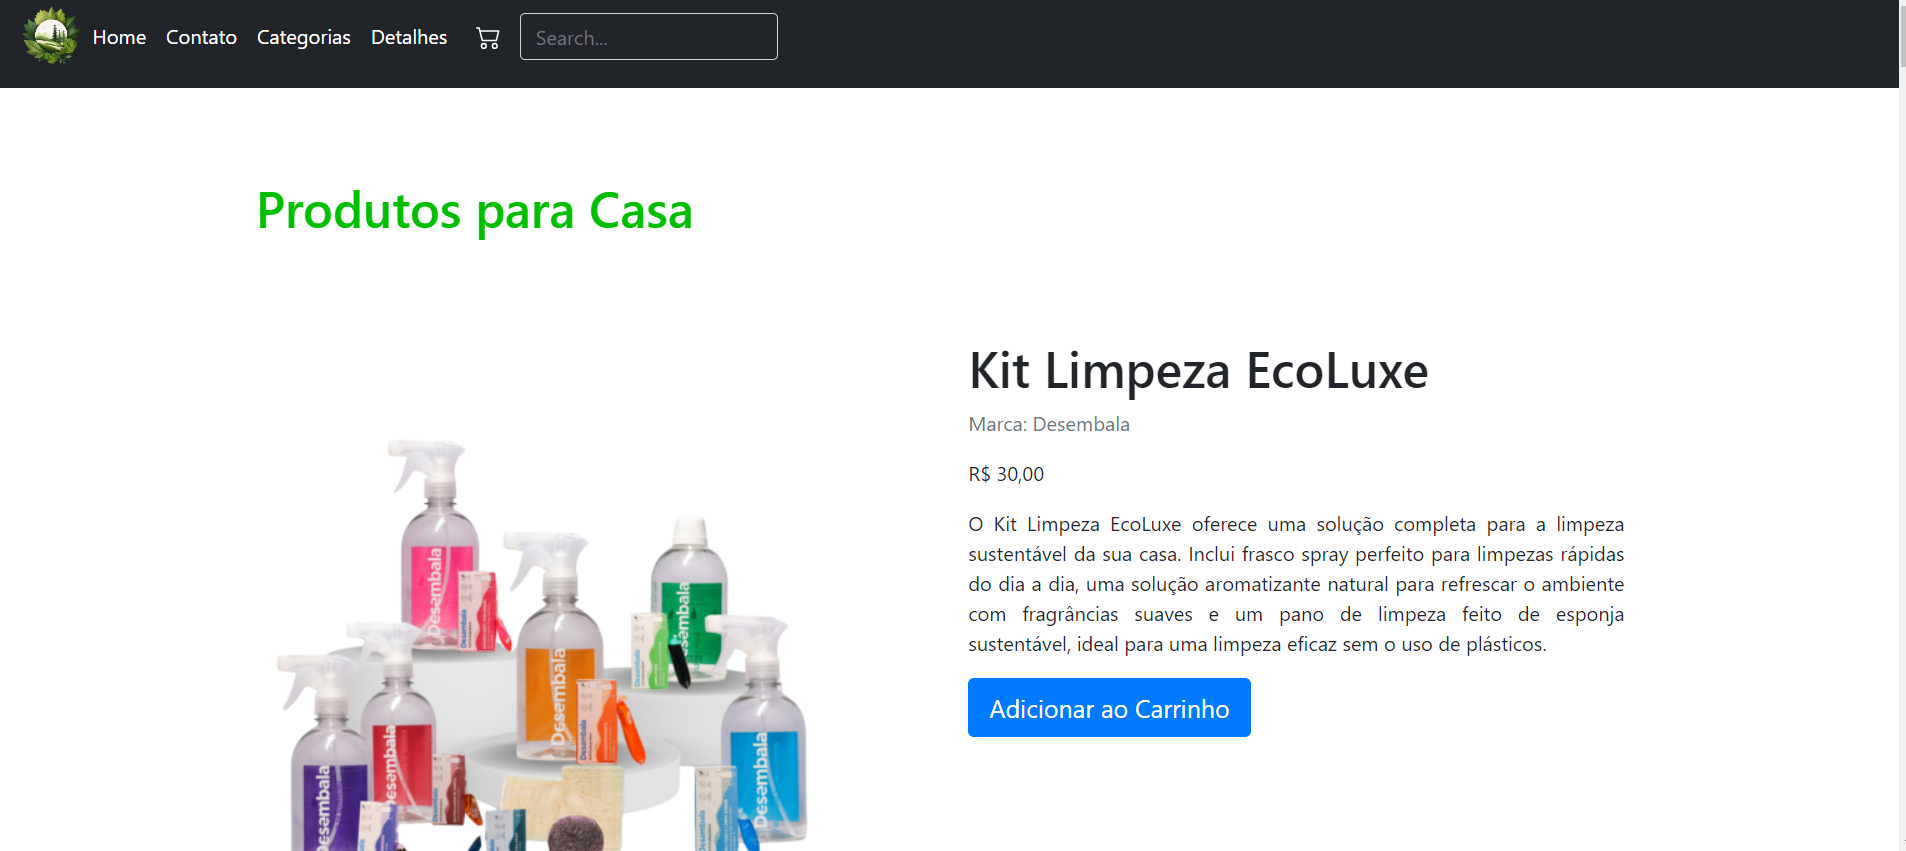 Home Contato Categorias Detalhes Search...
Produtos para Casa
Kit Limpeza EcoLuxe
Marca: Desembala
R$ 30,00
O Kit Limpeza EcoLuxe oferece uma solução completa para a limpeza
sustentável da sua casa. Inclui frasco spray perfeito para limpezas rápidas
do dia a dia, uma solução aromatizante natural para refrescar o ambiente
com fragrâncias suaves e um pano de limpeza feito de esponja
sustentável, ideal para uma limpeza eficaz sem o uso de plásticos.
Adicionar ao Carrinho
Desembala
Desembala
Desembala
Desembala
Desembala
Desembala
Desembala
Desembala
Desembala